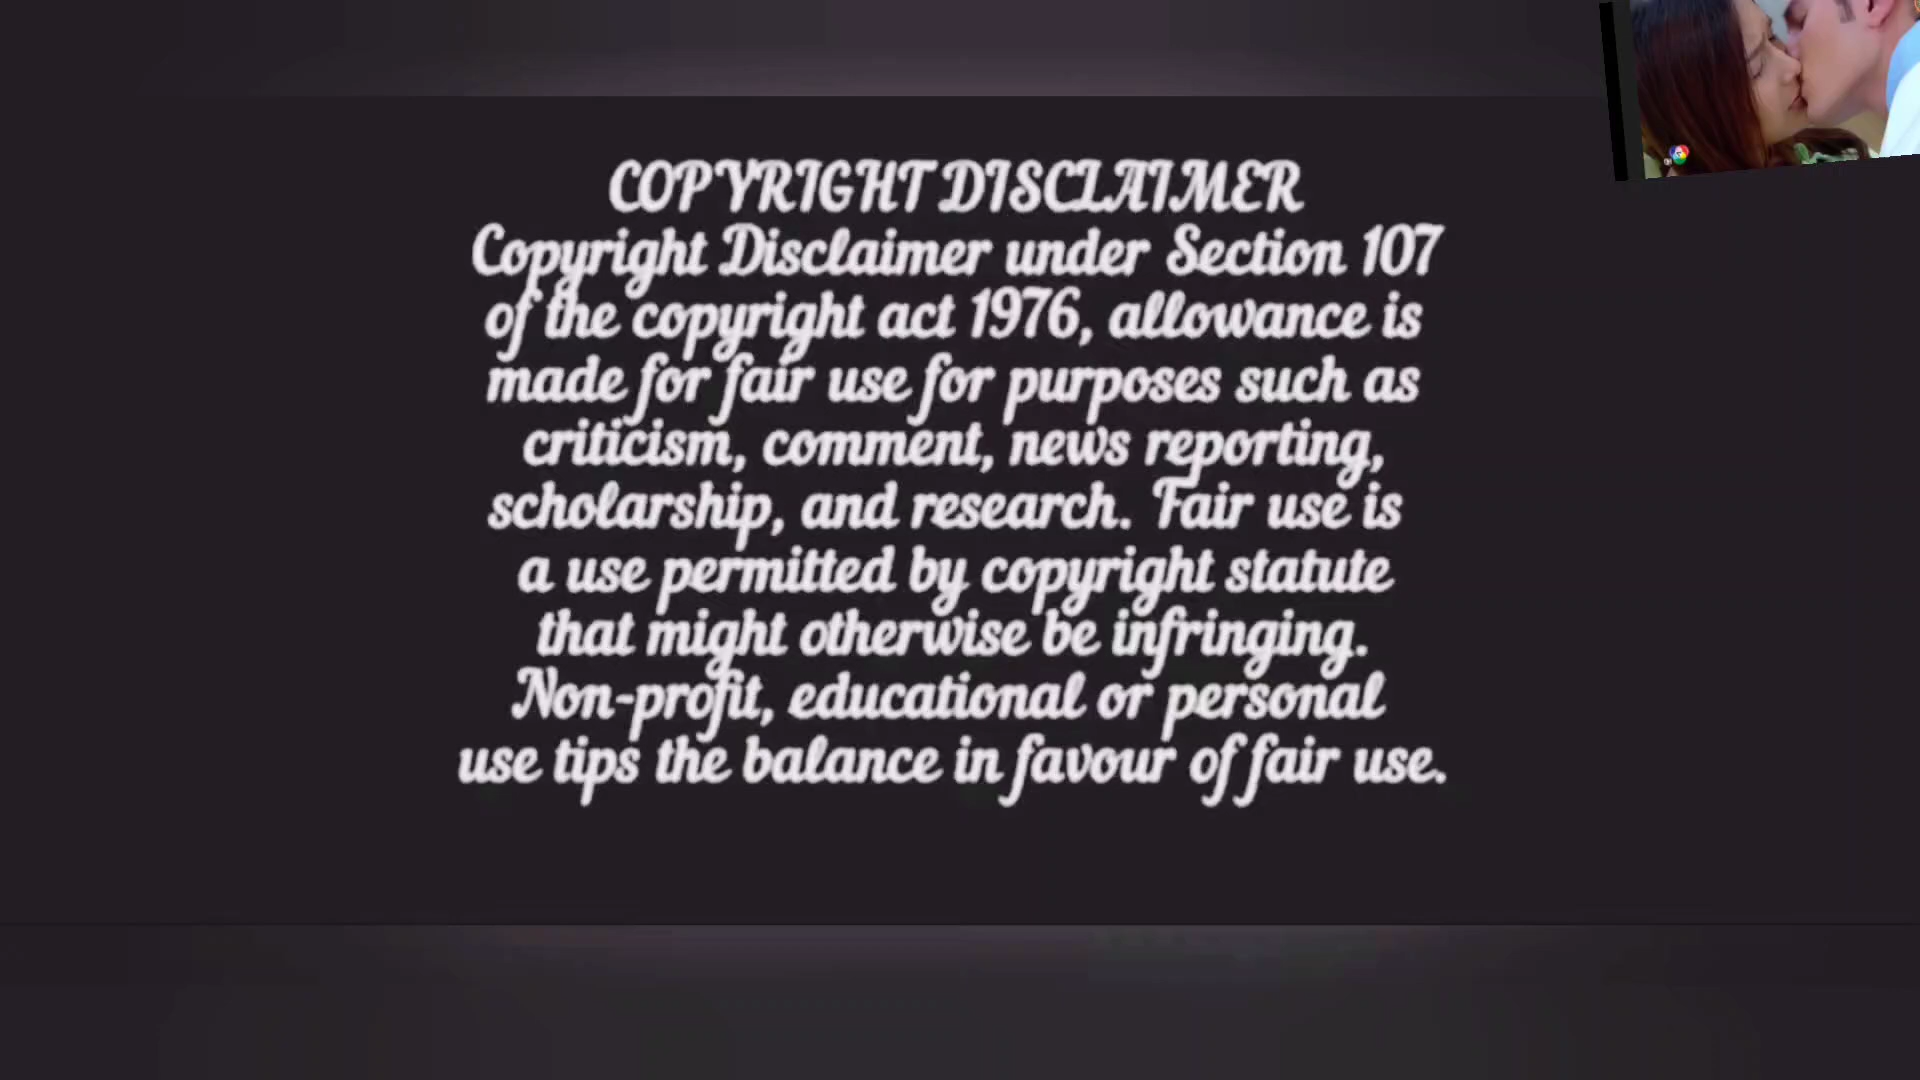 COPYRIGHT DISCLAIMER
Copyright Disclaimer under Section 107
of the copyright act 1976, allowance is
made for fair use for purposes such as
criticism, comment, news reporting,
scholarship, and research. Fair use is
a use permitted by copyright statute
that might otherwise be infringing.
Non-profit, educational or personal
use tips the balance in favour of fair use.